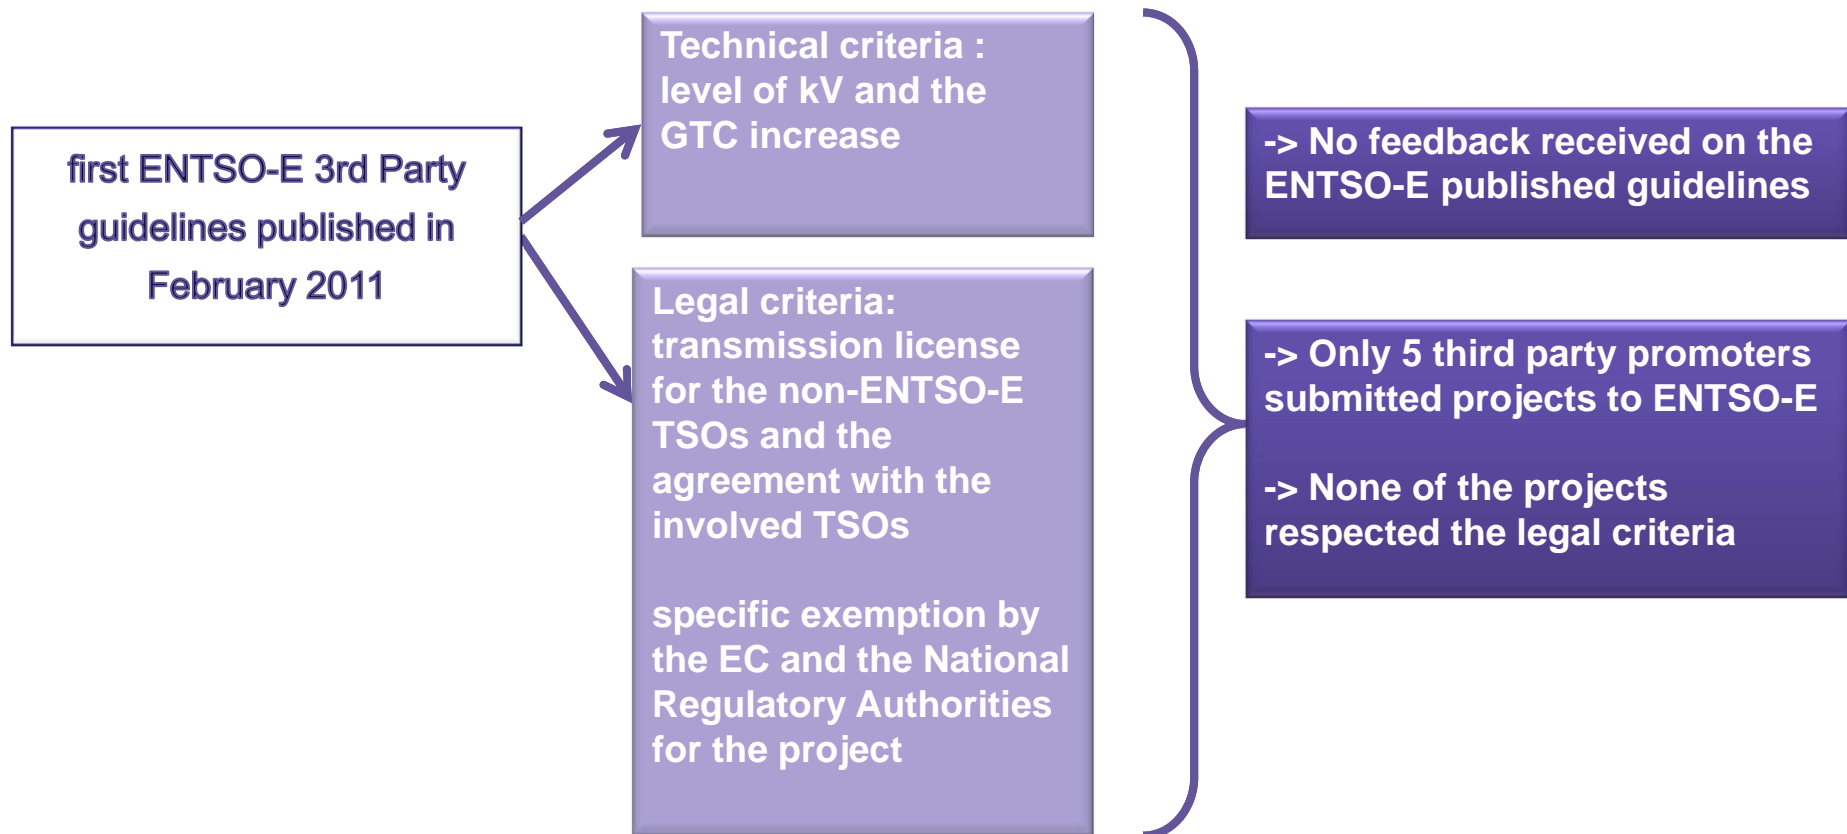 first ENTSO-E 3rd Party
guidelines published in
February 2011
Technical criteria :
level of kV and the
GTC increase
Legal criteria:
transmission license
for the non-ENTSO-E
TSOs and the
agreement with the
involved TSOs
specific exemption by
the EC and the National
Regulatory Authorities
for the project
-> No feedback received on the
ENTSO-E published guidelines
-> Only 5 third party promoters
submitted projects to ENTSO-E
-> None of the projects
respected the legal criteria